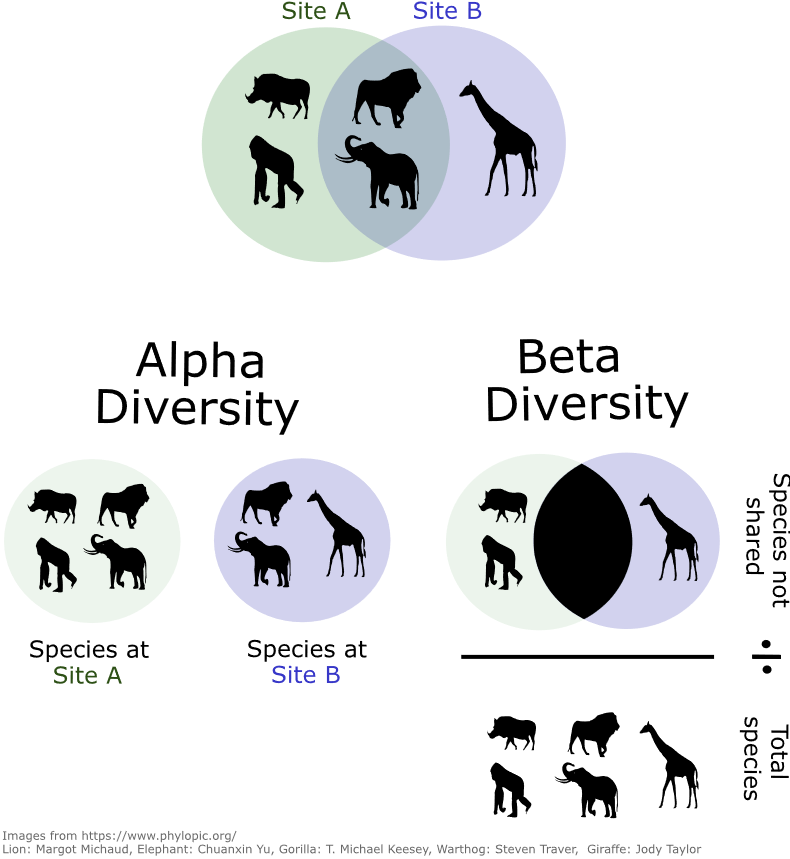 Site A
Site B
Alpha
Diversity
Beta
Diversity
Species at
Site A
Species at
Site B
Species not
shared
÷
Total
species
Images from https://www.phylopic.org/
Lion: Margot Michaud, Elephant: Chuanxin Yu, Gorilla: T. Michael Keesey, Warthog: Steven Traver,  Giraffe: Jody Taylor